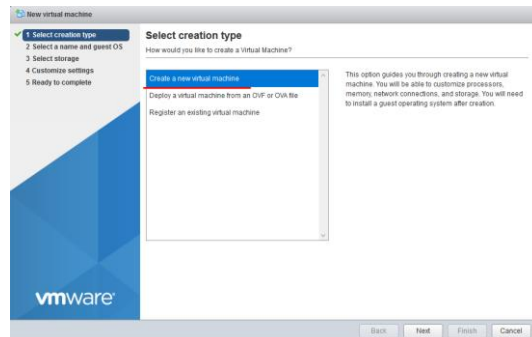 New virtual machine
1 Select creation type
2 Select a name and guest OS
3 Select storage
4 Customize settings
5 Ready to complete
Select creation type
How would you like to create a Virtual Machine?
Create a new virtual machine
Deploy a virtual machine from an OVF or OVA file
Register an existing virtual machine
This option guides you through creating a new virtual
machine. You will be able to customize processors,
memory, network connections, and storage. You will need
to install a guest operating system after creation.
vmware
Back Next Finish Cancel